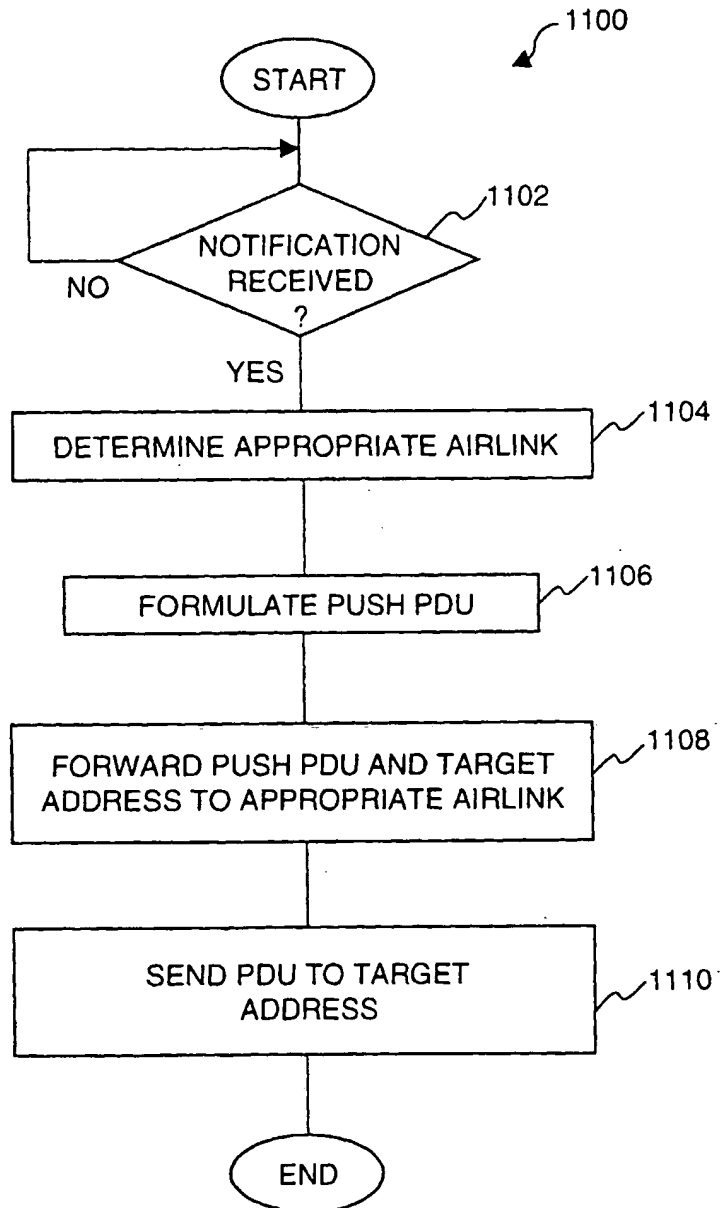 1100
START
1102
NOTIFICATION
RECEIVED
?
NO
YES
1104
DETERMINE APPROPRIATE AIRLINK
1106
FORMULATE PUSH PDU
1108
FORWARD PUSH PDU AND TARGET
ADDRESS TO APPROPRIATE AIRLINK
SEND PDU TO TARGET
ADDRESS
1110
END